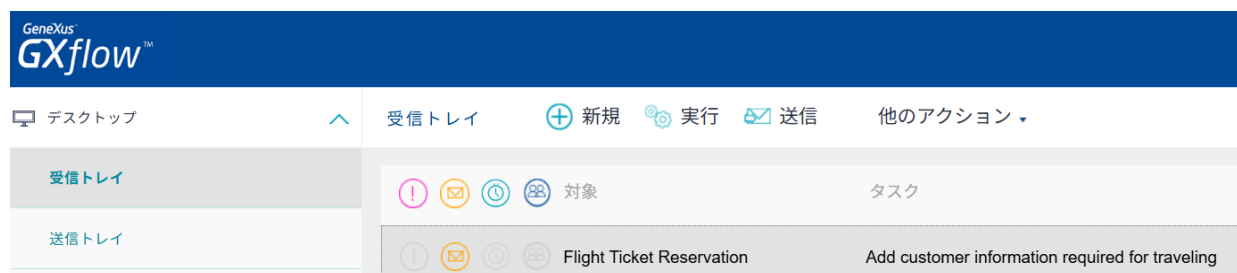 GeneXus™
GXflow™
デスクトップ
受信トレイ 新規 実行 送信 他のアクション
受信トレイ
対象 タスク
送信トレイ
Flight Ticket Reservation Add customer information required for traveling